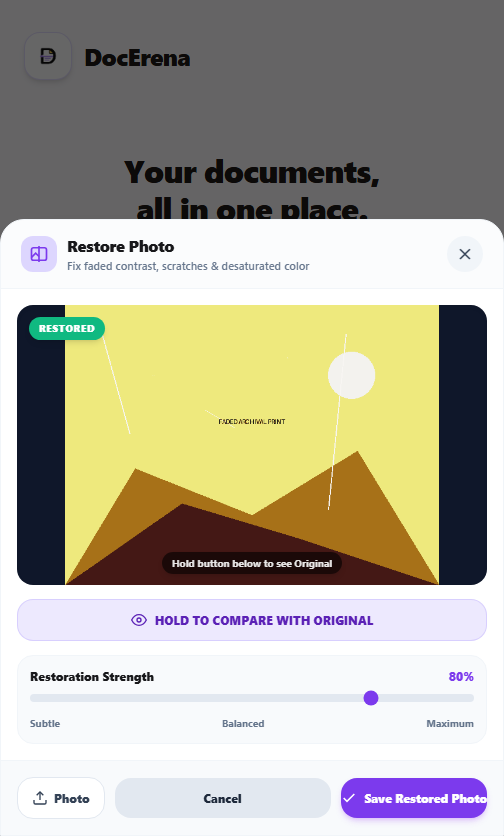 D
DocErena
Your documents,
all in one place.
Restore Photo
Fix faded contrast, scratches & desaturated color
RESTORED
FADED ARCHIVAL PRINT
Hold button below to see Original
HOLD TO COMPARE WITH ORIGINAL
Restoration Strength
80%
Subtle
Balanced
Maximum
Photo
Cancel
Save Restored Photo